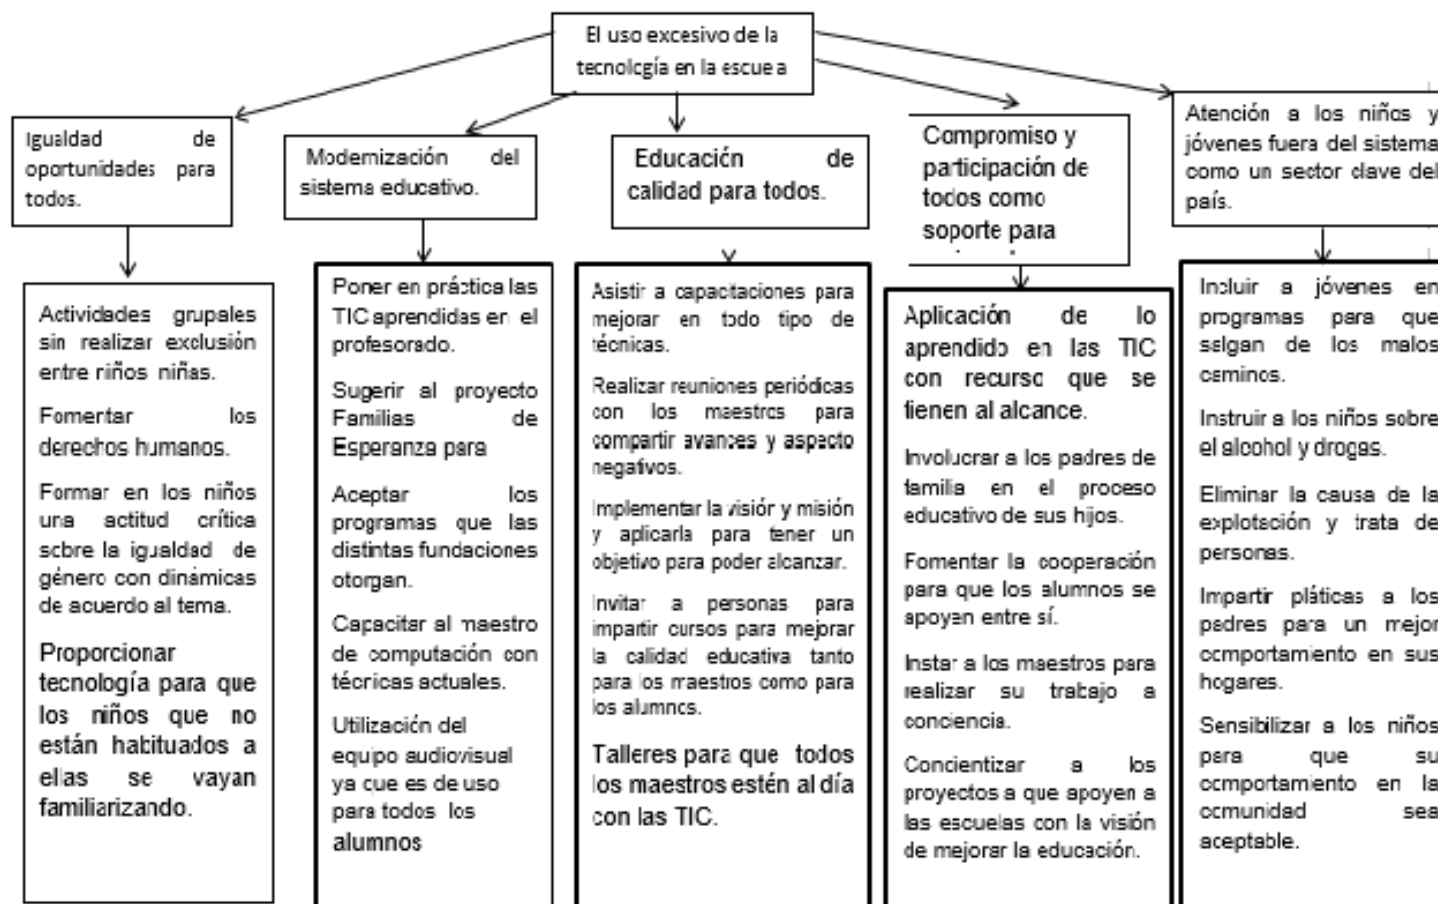 El uso excesivo de la
tecnología en la escuela
Igualdad de
oportunidades para
todos.
Modernización del
sistema educativo.
Educación de
calidad para todos.
Compromiso y
participación de
todos como
soporte para
Atención a los niños y
jóvenes fuera del sistema
como un sector clave del
país.
Actividades grupales
sin realizar exclusión
entre niños niñas.
Fomentar los
derechos humanos.
Formar en los niños
una actitud crítica
sobre la igualdad de
género con dinámicas
de acuerdo al tema.
Proporcionar
tecnología para que
los niños que no
están habituados a
ellas se vayan
familiarizando.
Poner en práctica las
TIC aprendidas en el
profesorado.
Sugerir al proyecto
Familias de
Esperanza para
Aceptar los
programas que las
distintas fundaciones
otorgan.
Capacitar al maestro
de computación con
técnicas actuales.
Utilización del
equipo audiovisual
ya que es de uso
para todos los
alumnos
Asistir a capacitaciones para
mejorar en todo tipo de
técnicas.
Realizar reuniones periódicas
con los maestros para
compartir avances y aspecto
negativos.
Implementar la visión y misión
y aplicarla para tener un
objetivo para poder alcanzar.
Invitar a personas para
impartir cursos para mejorar
la calidad educativa tanto
para los maestros como para
los alumnos.
Talleres para que todos
los maestros estén al día
con las TIC.
Aplicación de lo
aprendido en las TIC
con recurso que se
tienen al alcance.
Involucrar a los padres de
familia en el proceso
educativo de sus hijos.
Fomentar la cooperación
para que los alumnos se
apoyen entre sí.
Instar a los maestros para
realizar su trabajo a
conciencia.
Concientizar a los
proyectos a que apoyen a
las escuelas con la visión
de mejorar la educación.
Incluir a jóvenes en
programas para que
salgan de los malos
caminos.
Instruir a los niños sobre
el alcohol y drogas.
Eliminar la causa de la
explotación y trata de
personas.
Impartir pláticas a los
padres para un mejor
comportamiento en sus
hogares.
Sensibilizar a los niños
para que su
comportamiento en la
comunidad sea
aceptable.